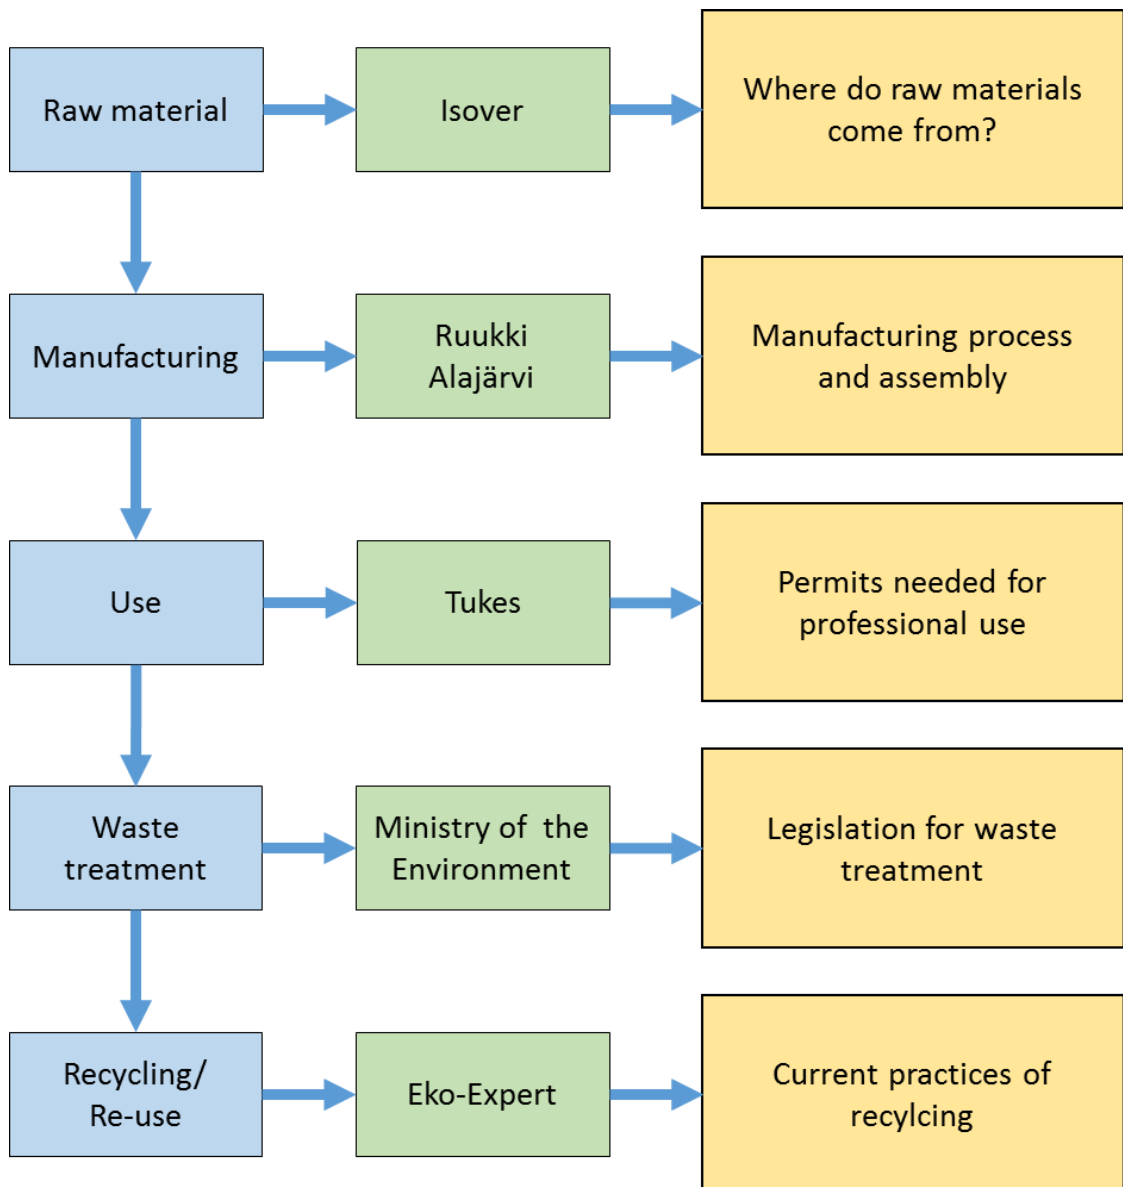 Raw material
Isover
Where do raw materials
come from?
Manufacturing
Ruukki
Alajärvi
Manufacturing process
and assembly
Use
Tukes
Permits needed for
professional use
Waste
treatment
Ministry of the
Environment
Legislation for waste
treatment
Recycling/
Re-use
Eko-Expert
Current practices of
recylcing